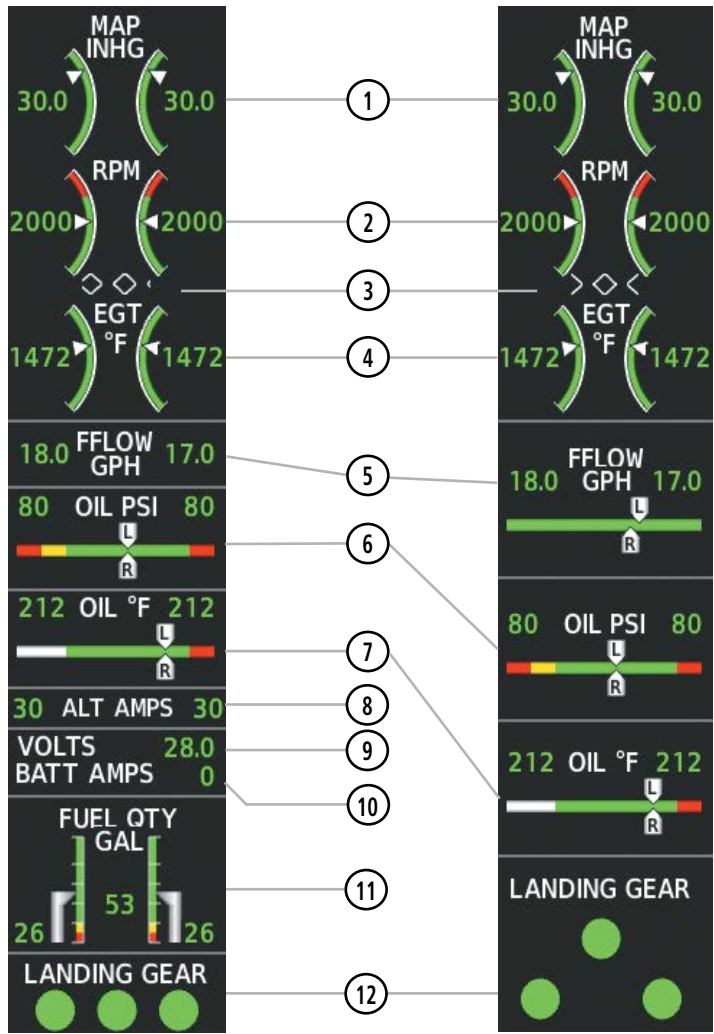 MAP
INHG
30.0 30.0
RPM
2000 2000
EGT
°F
1472 1472
FFLOW
18.0 GPH 17.0
80 OIL PSI 80
L
R
212 OIL °F 212
L
R
30 ALT AMPS 30
VOLTS 28.0
BATT AMPS 0
FUEL QTY
GAL
53
26 26
LANDING GEAR
1
2
3
4
5
6
7
8
9
10
11
12
MAP
INHG
30.0 30.0
RPM
2000 2000
EGT
°F
1472 1472
FFLOW
18.0 GPH 17.0
L
R
80 OIL PSI 80
L
R
212 OIL °F 212
L
R
LANDING GEAR